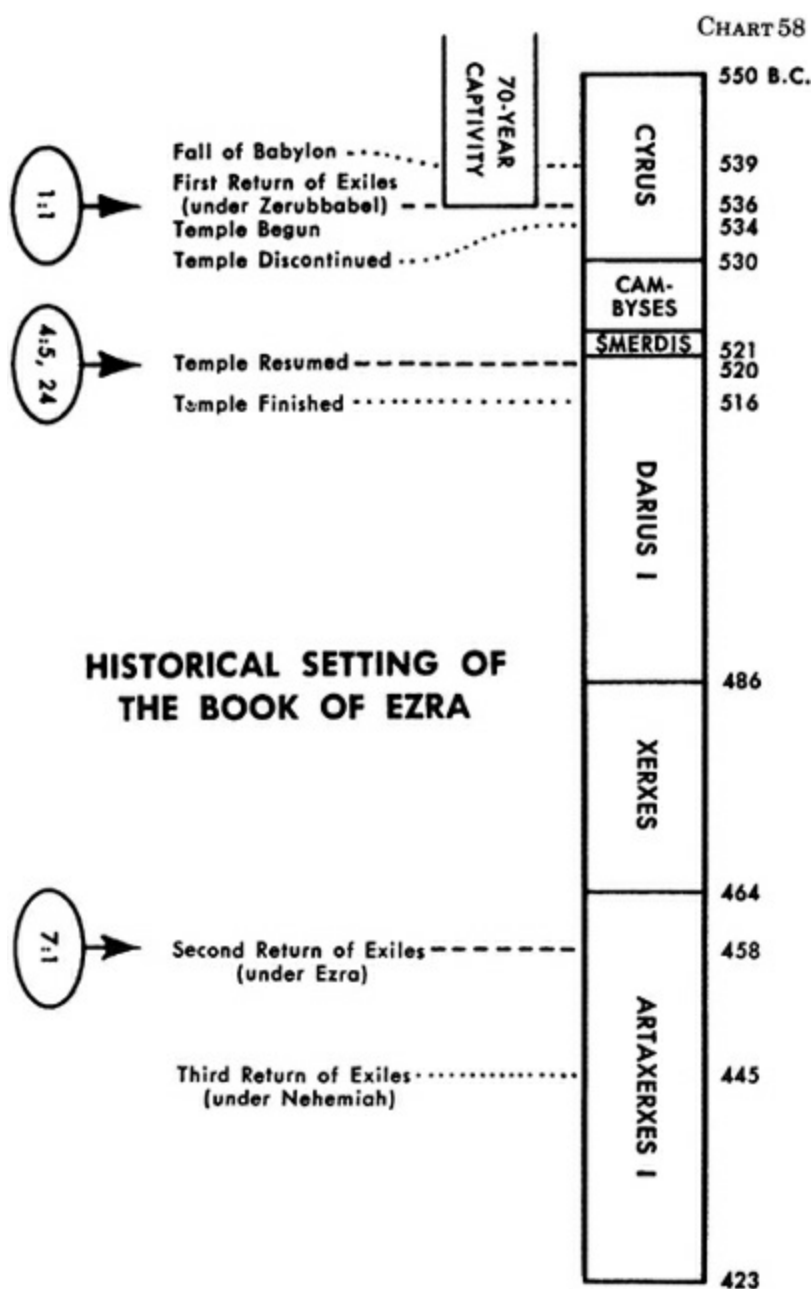 CHART 58
550 B.C.
70-YEAR
CAPTIVITY
CYRUS
Fall of Babylon
539
1:1
First Return of Exiles
(under Zerubbabel)
536
Temple Begun
534
Temple Discontinued
530
CAM-
BYSES
SMERDIS
521
4:5, 24
Temple Resumed
520
Temple Finished
516
DARIUS I
HISTORICAL SETTING OF
THE BOOK OF EZRA
486
XERXES
464
7:1
Second Return of Exiles
(under Ezra)
458
ARTAXERXES I
Third Return of Exiles
(under Nehemiah)
445
423